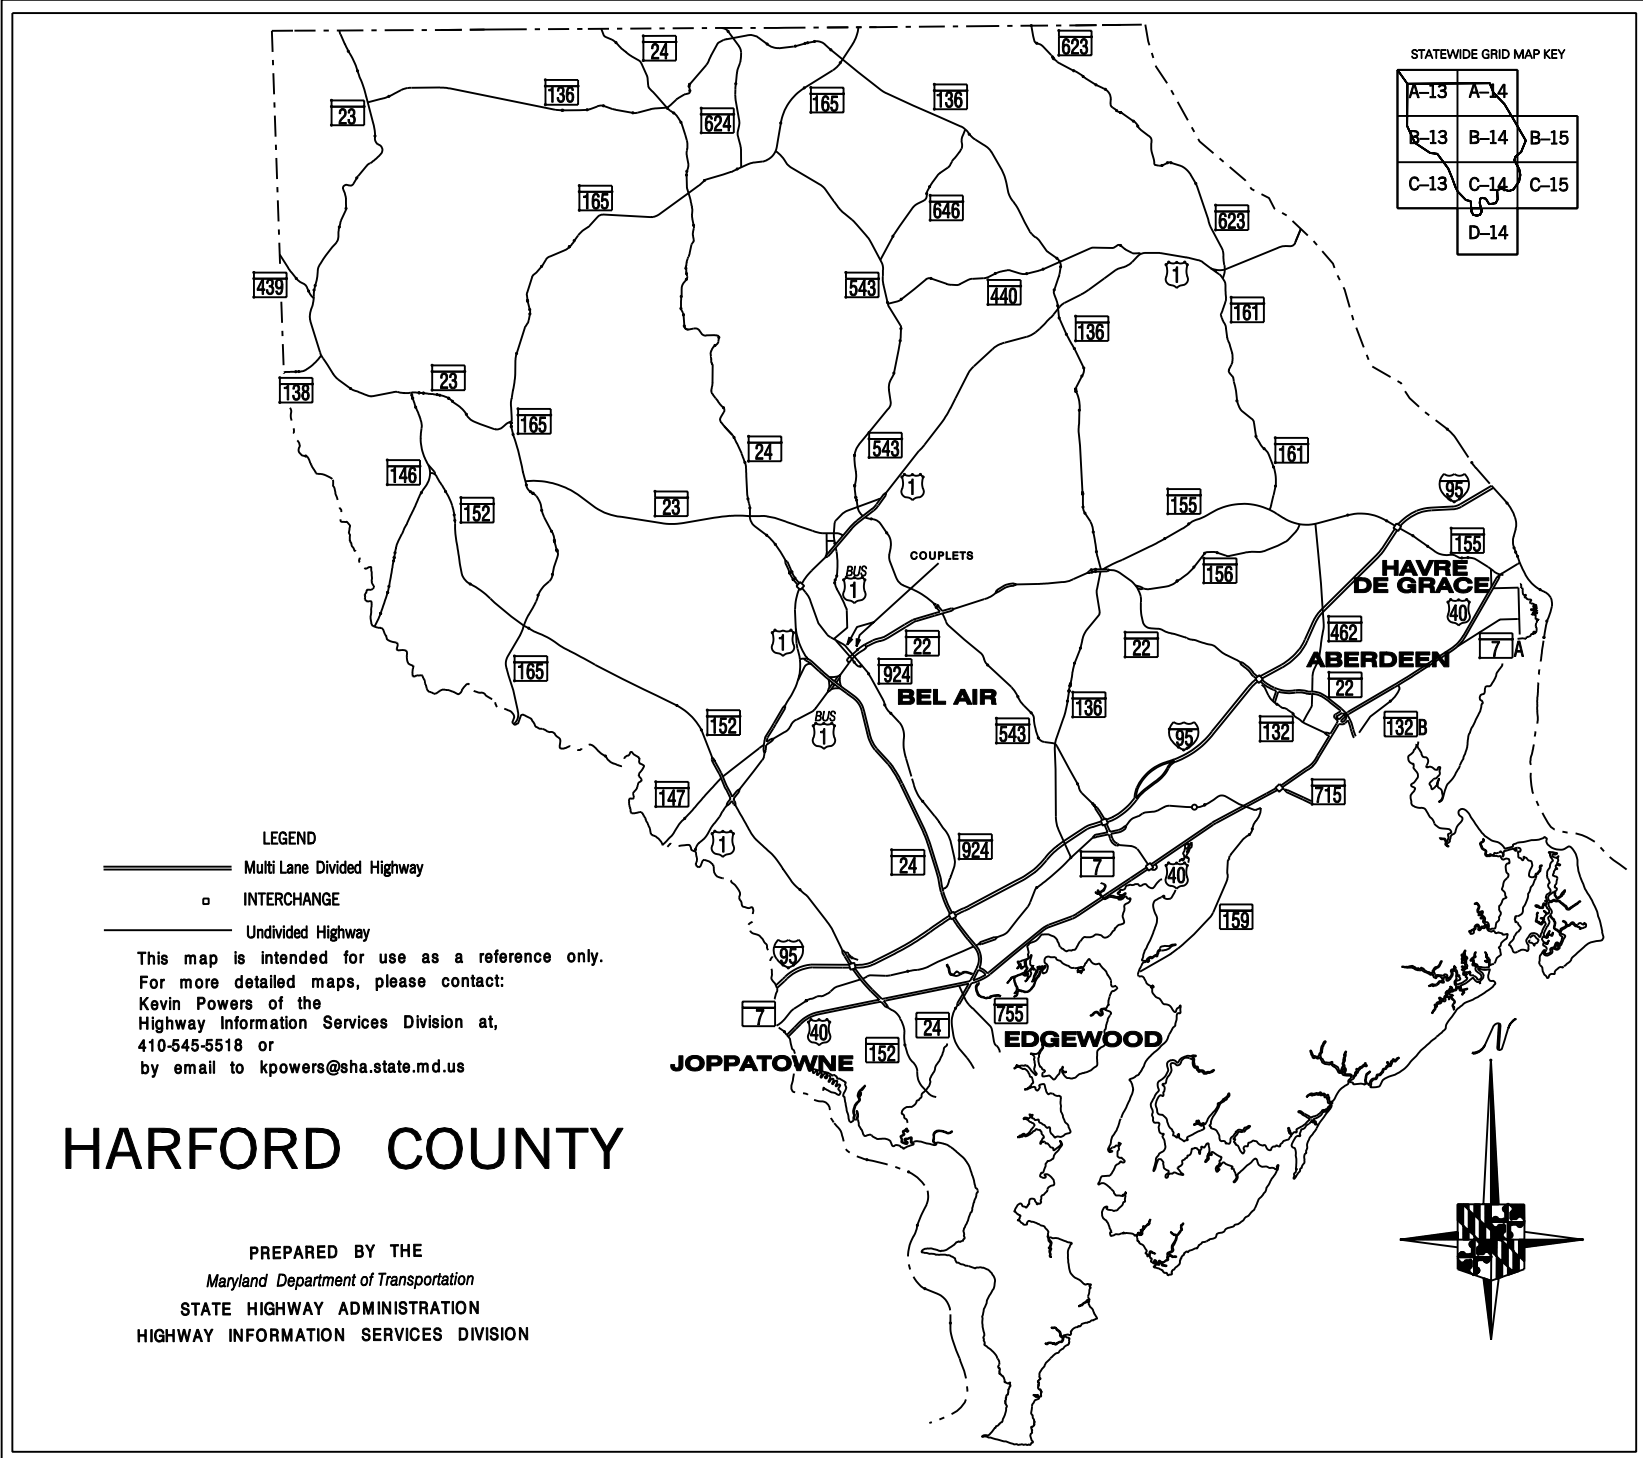 STATEWIDE GRID MAP KEY
A-13 A-14
B-13 B-14 B-15
C-13 C-14 C-15
D-14
24
623
136
165
136
23
624
165
646
623
439
543
440
1
161
136
23
138
165
24
543
161
146
1
95
23
155
152
155
COUPLETS
HAVRE
DE GRACE
156
BUS
1
40
462
1
22
22
7 A
ABERDEEN
165
924
22
BEL AIR
136
BUS
1
152
543
132
132 B
95
147
715
1
924
LEGEND
Multi Lane Divided Highway
24
7
40
INTERCHANGE
159
Undivided Highway
This map is intended for use as a reference only.
95
For more detailed maps, please contact:
Kevin Powers of the
Highway Information Services Division at,
410-545-5518 or
by email to kpowers@sha.state.md.us
7
755
40
24
EDGEWOOD
152
JOPPATOWNE
N
HARFORD COUNTY
PREPARED BY THE
Maryland Department of Transportation
STATE HIGHWAY ADMINISTRATION
HIGHWAY INFORMATION SERVICES DIVISION